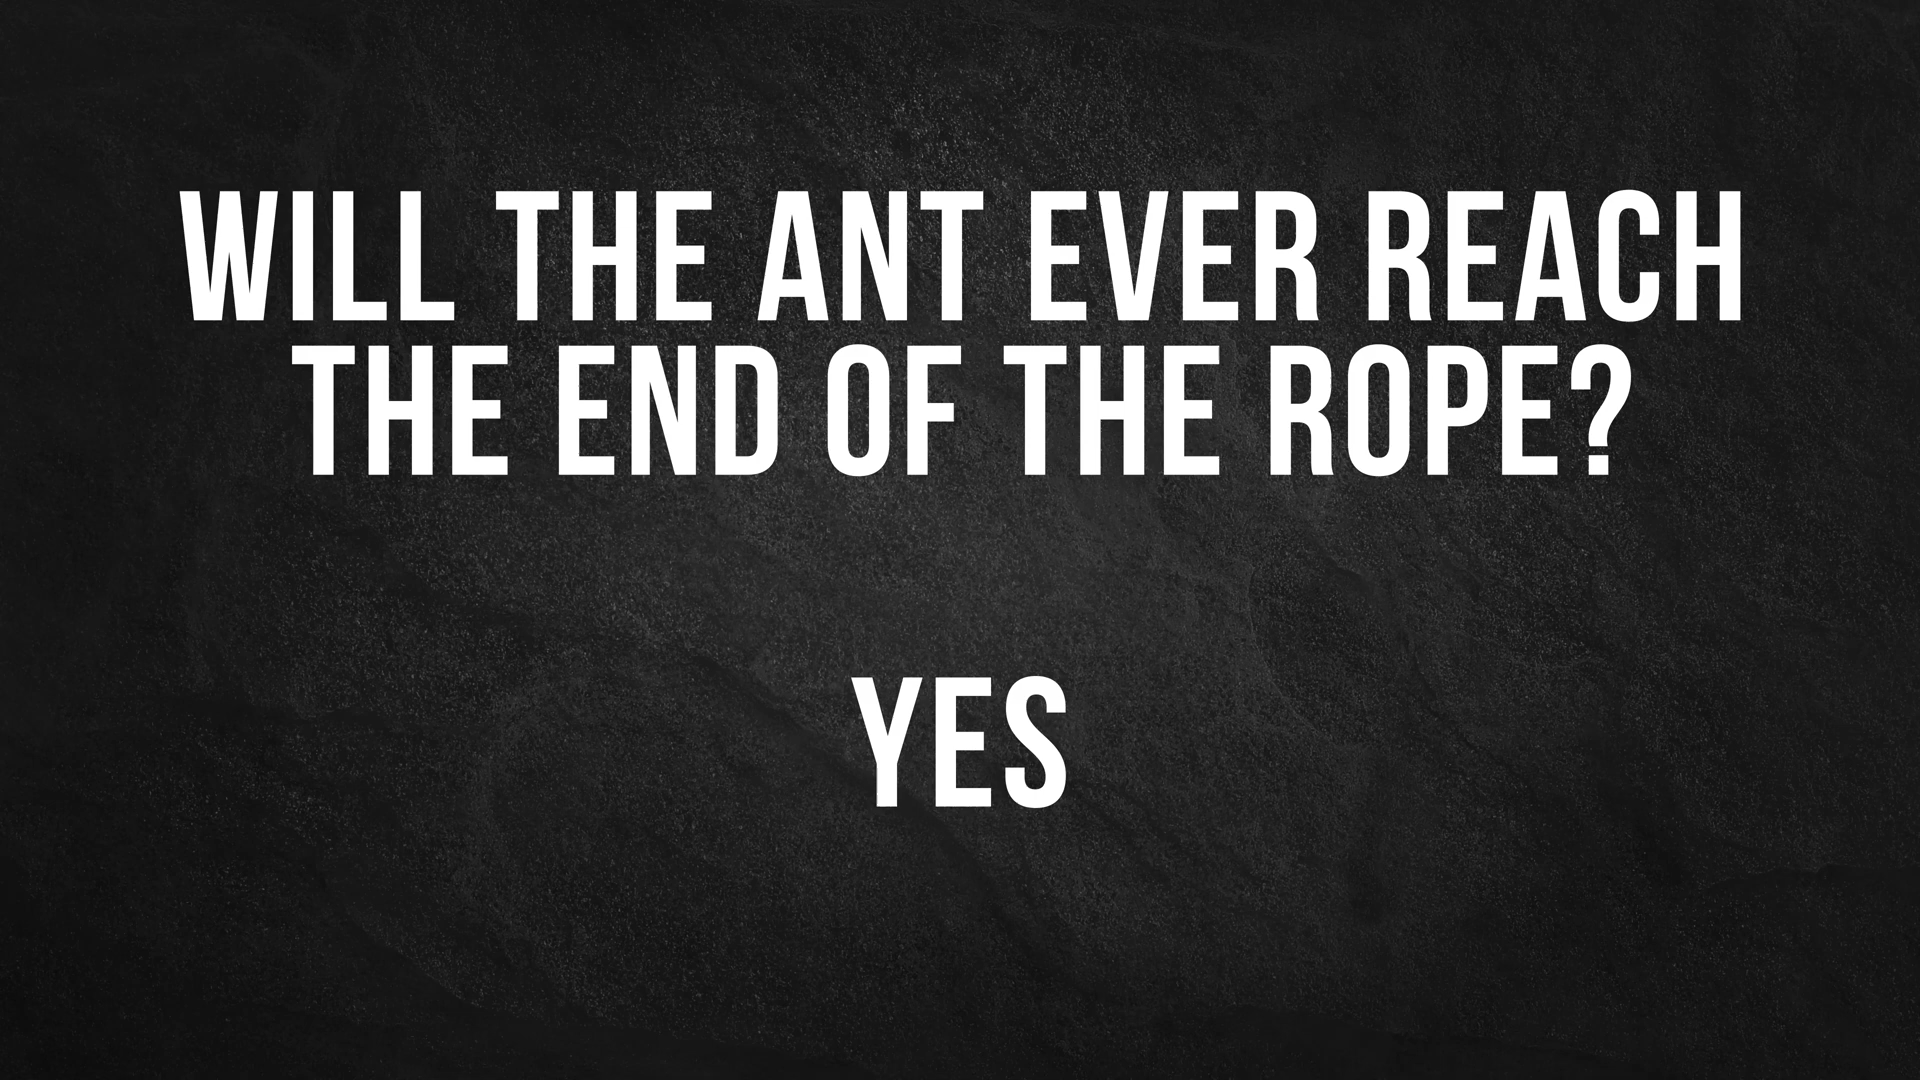 WILL THE ANT EVER REACH
THE END OF THE ROPE?
YES